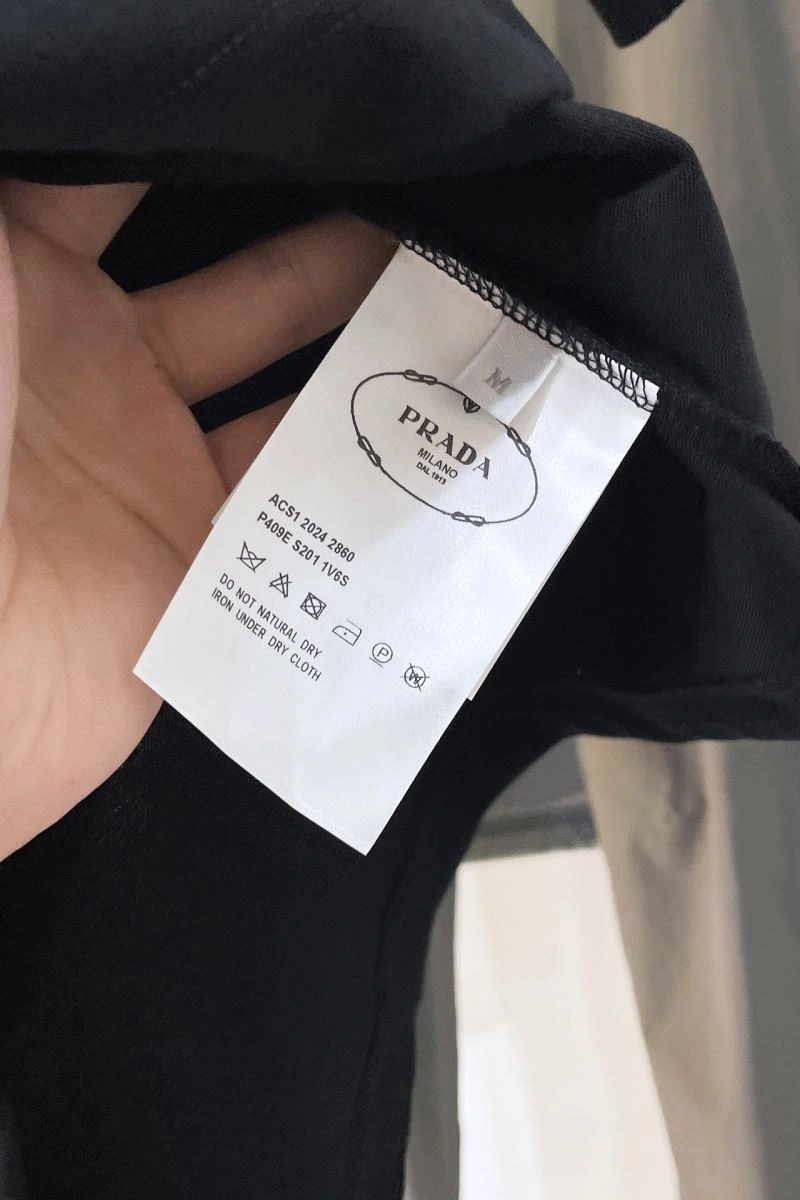 M
PRADA
MILANO
DAL 1913
ACS1 2024 2860
P409E S201 1V6S
P
W
DO NOT NATURAL DRY
IRON UNDER DRY CLOTH